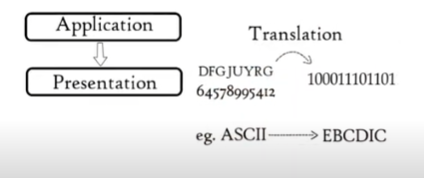 Application
Translation
Presentation
DFGJUYRG
64578995412
100011101101
eg. ASCII
EBCDIC